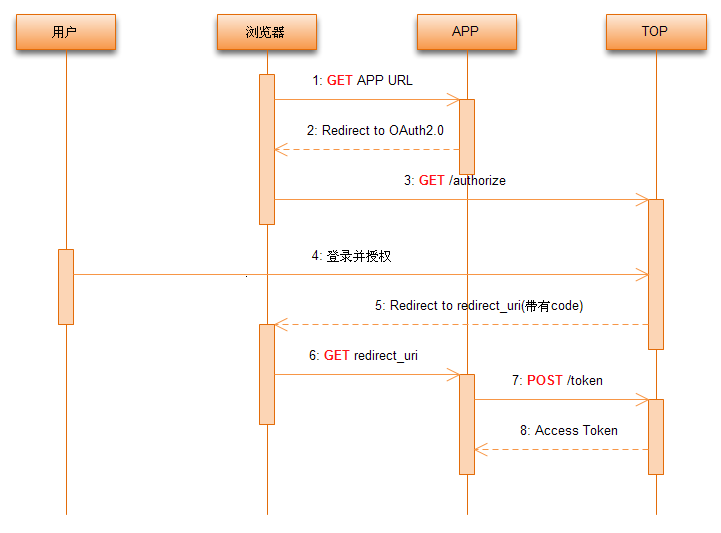 用户
浏览器
APP
TOP
1: GET APP URL
2: Redirect to OAuth2.0
3: GET /authorize
4: 登录并授权
5: Redirect to redirect_uri(带有code)
6: GET redirect_uri
7: POST /token
8: Access Token